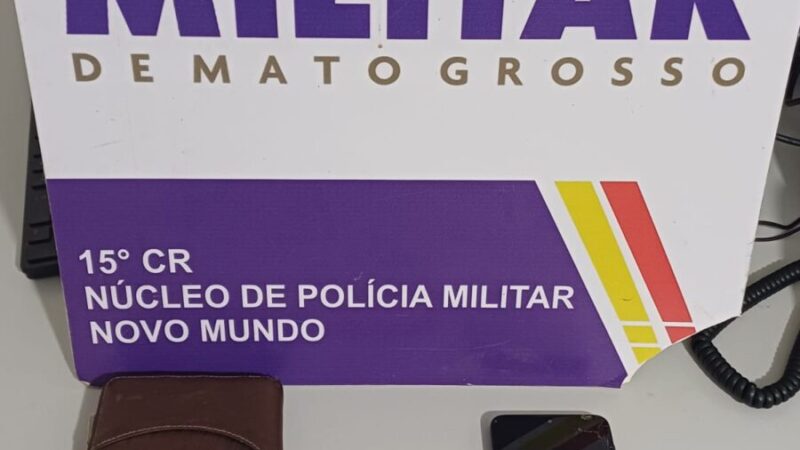 MILITAR
DE MATO GROSSO
15° CR
NÚCLEO DE POLÍCIA MILITAR
NOVO MUNDO